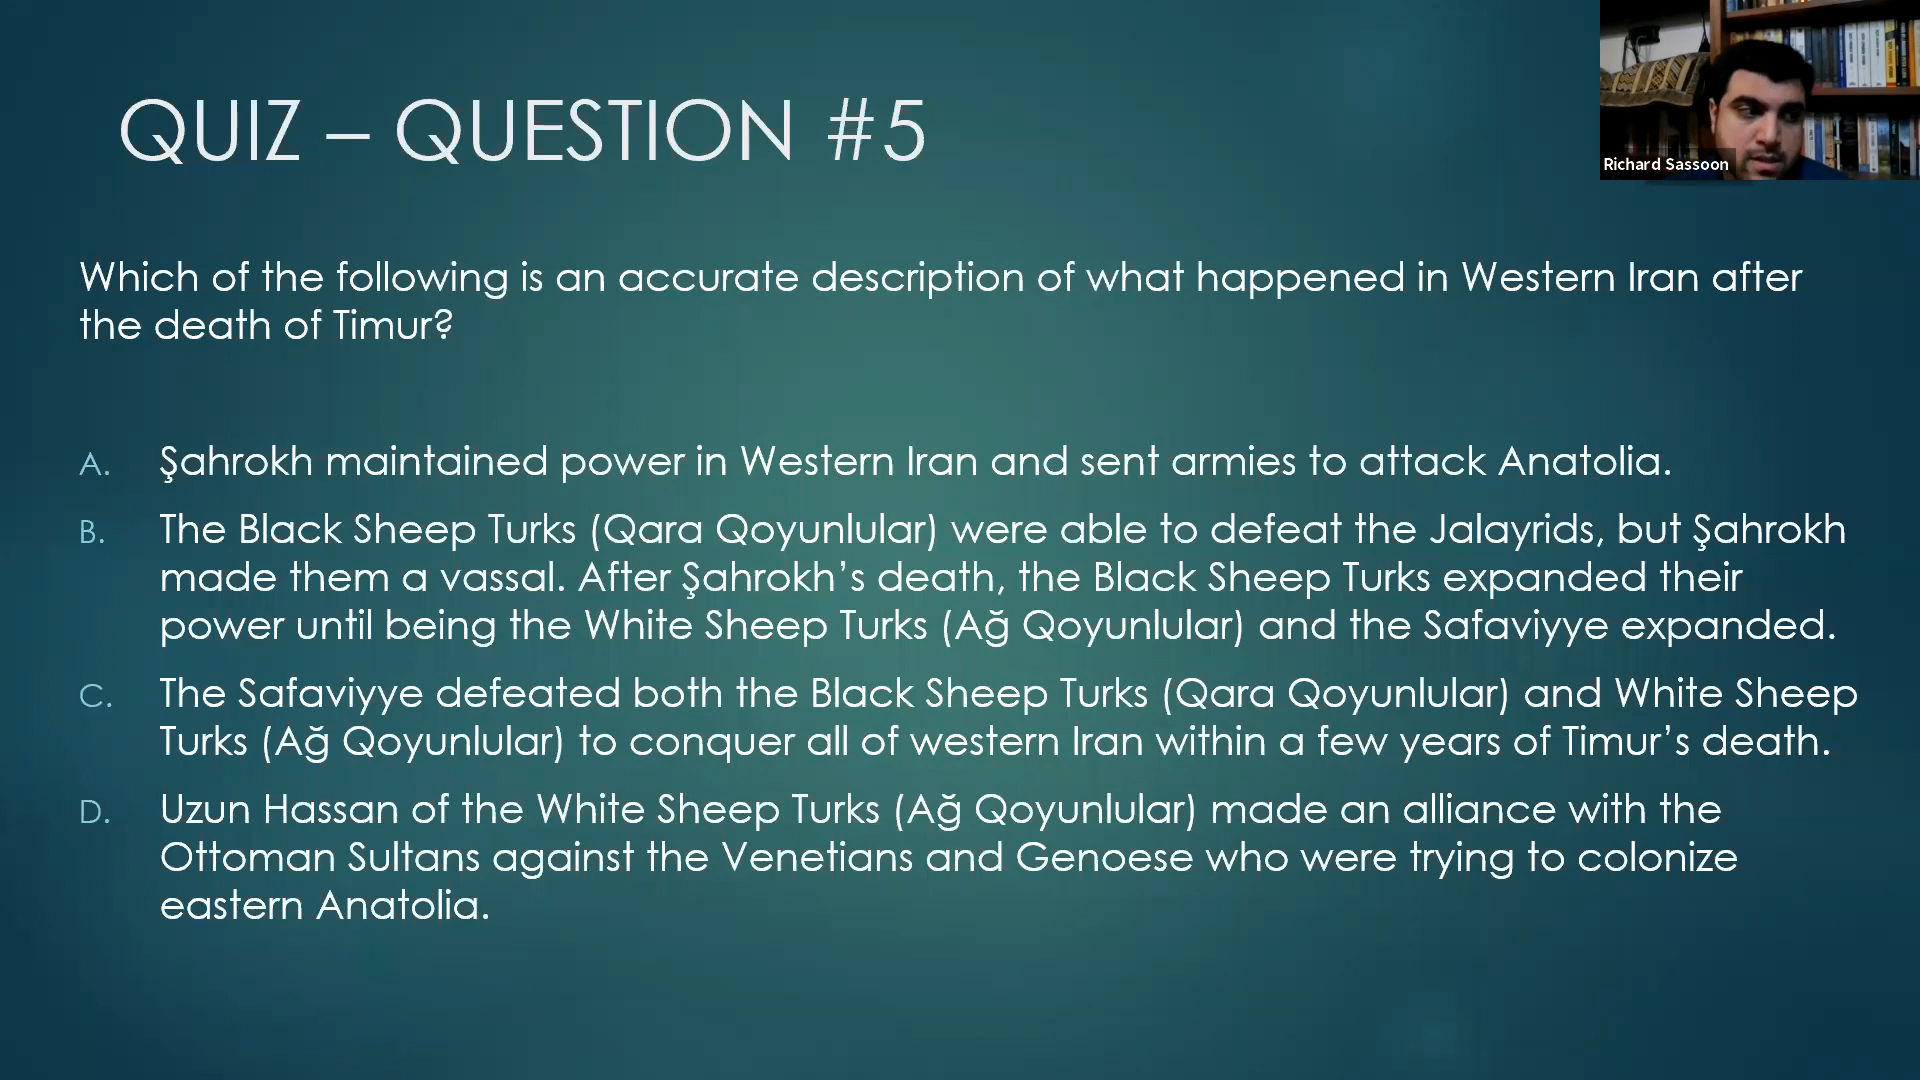 QUIZ – QUESTION #5
Richard Sassoon
Which of the following is an accurate description of what happened in Western Iran after
the death of Timur?
A. Şahrokh maintained power in Western Iran and sent armies to attack Anatolia.
B. The Black Sheep Turks (Qara Qoyunlular) were able to defeat the Jalayrids, but Şahrokh
made them a vassal. After Şahrokh’s death, the Black Sheep Turks expanded their
power until being the White Sheep Turks (Ağ Qoyunlular) and the Safaviyye expanded.
C. The Safaviyye defeated both the Black Sheep Turks (Qara Qoyunlular) and White Sheep
Turks (Ağ Qoyunlular) to conquer all of western Iran within a few years of Timur’s death.
D. Uzun Hassan of the White Sheep Turks (Ağ Qoyunlular) made an alliance with the
Ottoman Sultans against the Venetians and Genoese who were trying to colonize
eastern Anatolia.